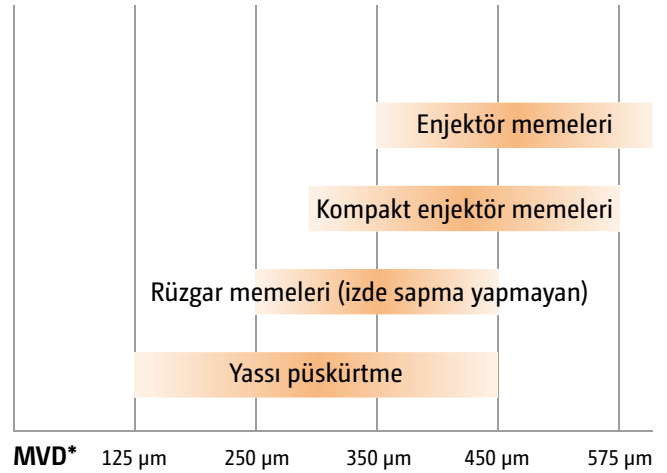 Enjektör memeleri
Kompakt enjektör memeleri
Rüzgar memeleri (izde sapma yapmayan)
Yassı püskürtme
MVD* 125 µm 250 µm 350 µm 450 µm 575 µm